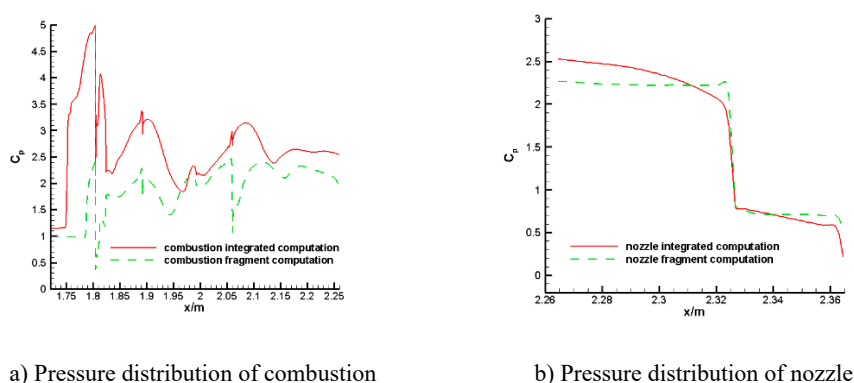 5
4.5
4
3.5
3
2.5
2
1.5
1
0.5
0
Cp
combustion integrated computation
combustion fragment computation
1.75 1.8 1.85 1.9 1.95 2 2.05 2.1 2.15 2.2 2.25
x/m
3
2.5
2
1.5
1
0.5
0
Cp
nozzle integrated computation
nozzle fragment computation
2.26 2.28 2.3 2.32 2.34 2.36
x/m
a) Pressure distribution of combustion
b) Pressure distribution of nozzle